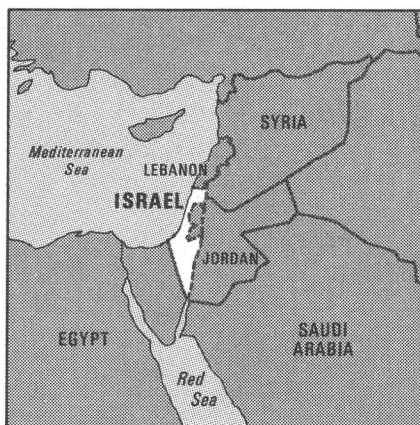 SYRIA
Mediterranean
Sea
LEBANON
ISRAEL
JORDAN
EGYPT
SAUDI
ARABIA
Red
Sea